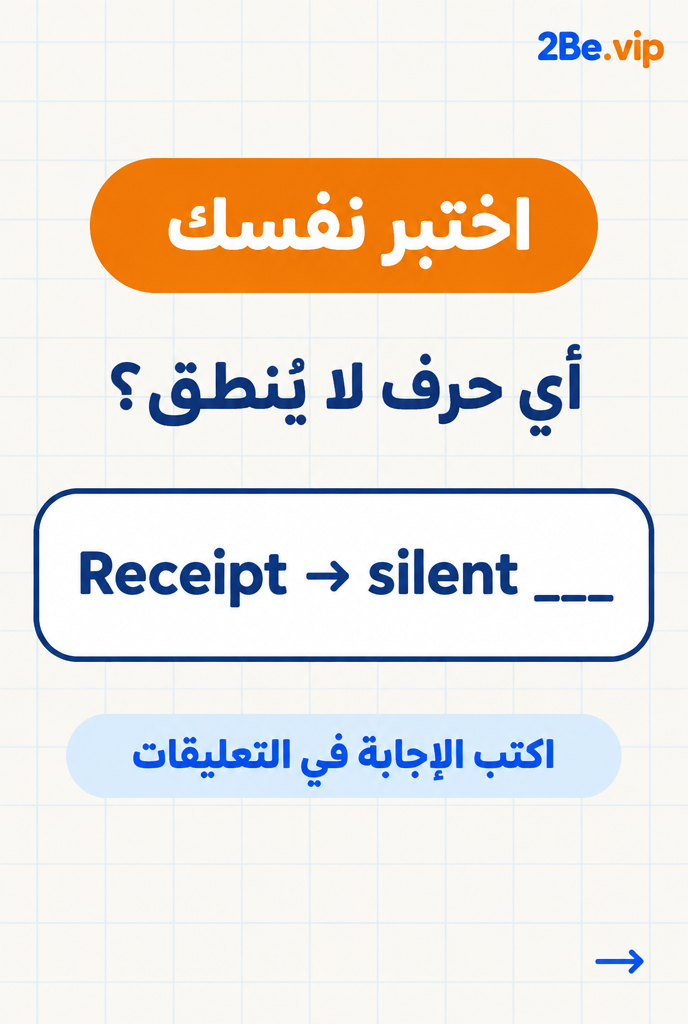 2Be.vip
اختبر نفسك
أي حرف لا يُنطق؟
Receipt → silent ___
اكتب الإجابة في التعليقات
→